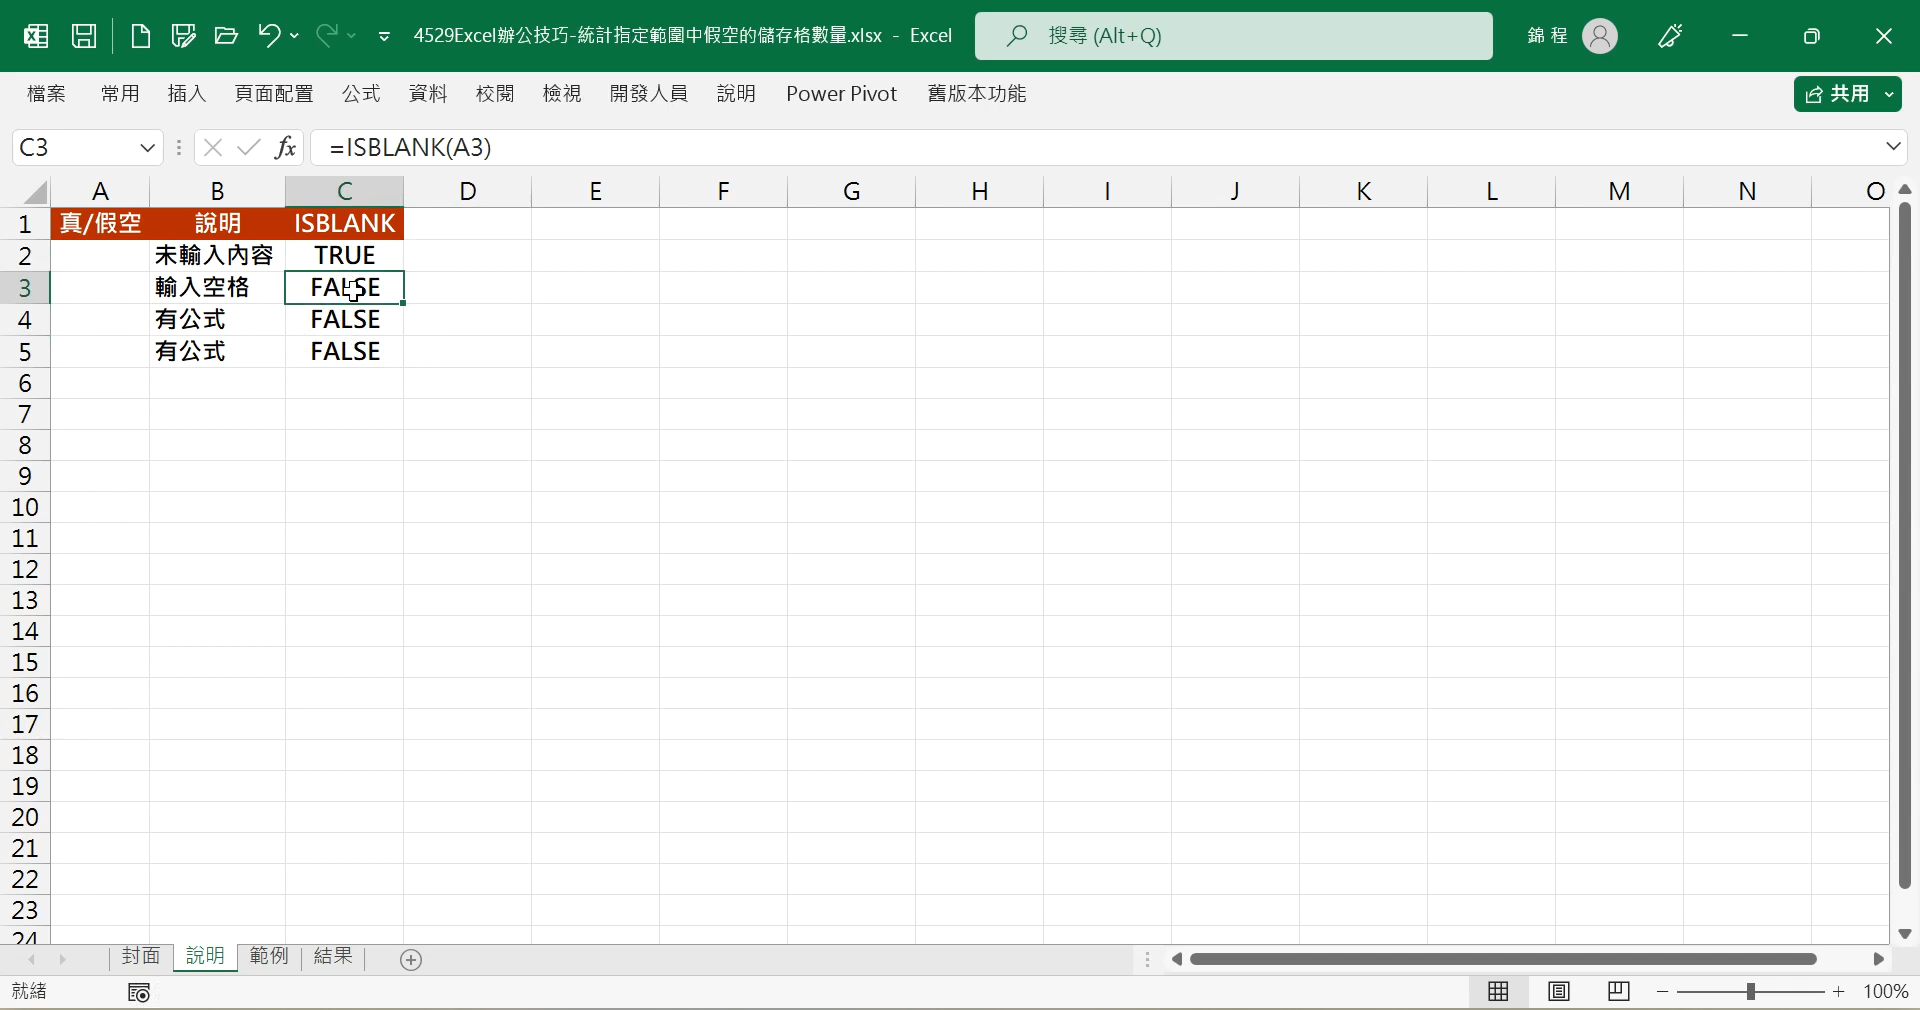 4529Excel辦公技巧-統計指定範圍中假空的儲存格數量.xlsx - Excel
搜尋 (Alt+Q)
錦 程
檔案 常用 插入 頁面配置 公式 資料 校閱 檢視 開發人員 說明 Power Pivot 舊版本功能
共用
C3
fx
=ISBLANK(A3)
A B C D E F G H I J K L M N O
1 真/假空 說明 ISBLANK
2 未輸入內容 TRUE
3 輸入空格 FALSE
4 有公式 FALSE
5 有公式 FALSE
6
7
8
9
10
11
12
13
14
15
16
17
18
19
20
21
22
23
24
封面 說明 範例 結果
就緒
100%